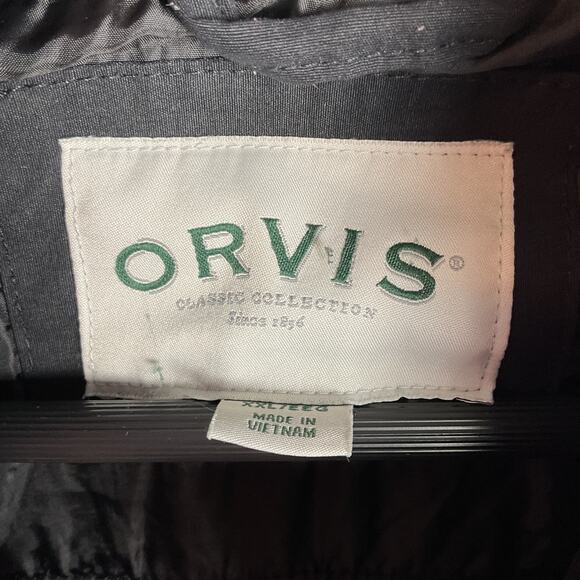 ORVIS®
CLASSIC COLLECTION
Since 1856
XXL/EEG
MADE IN
VIETNAM